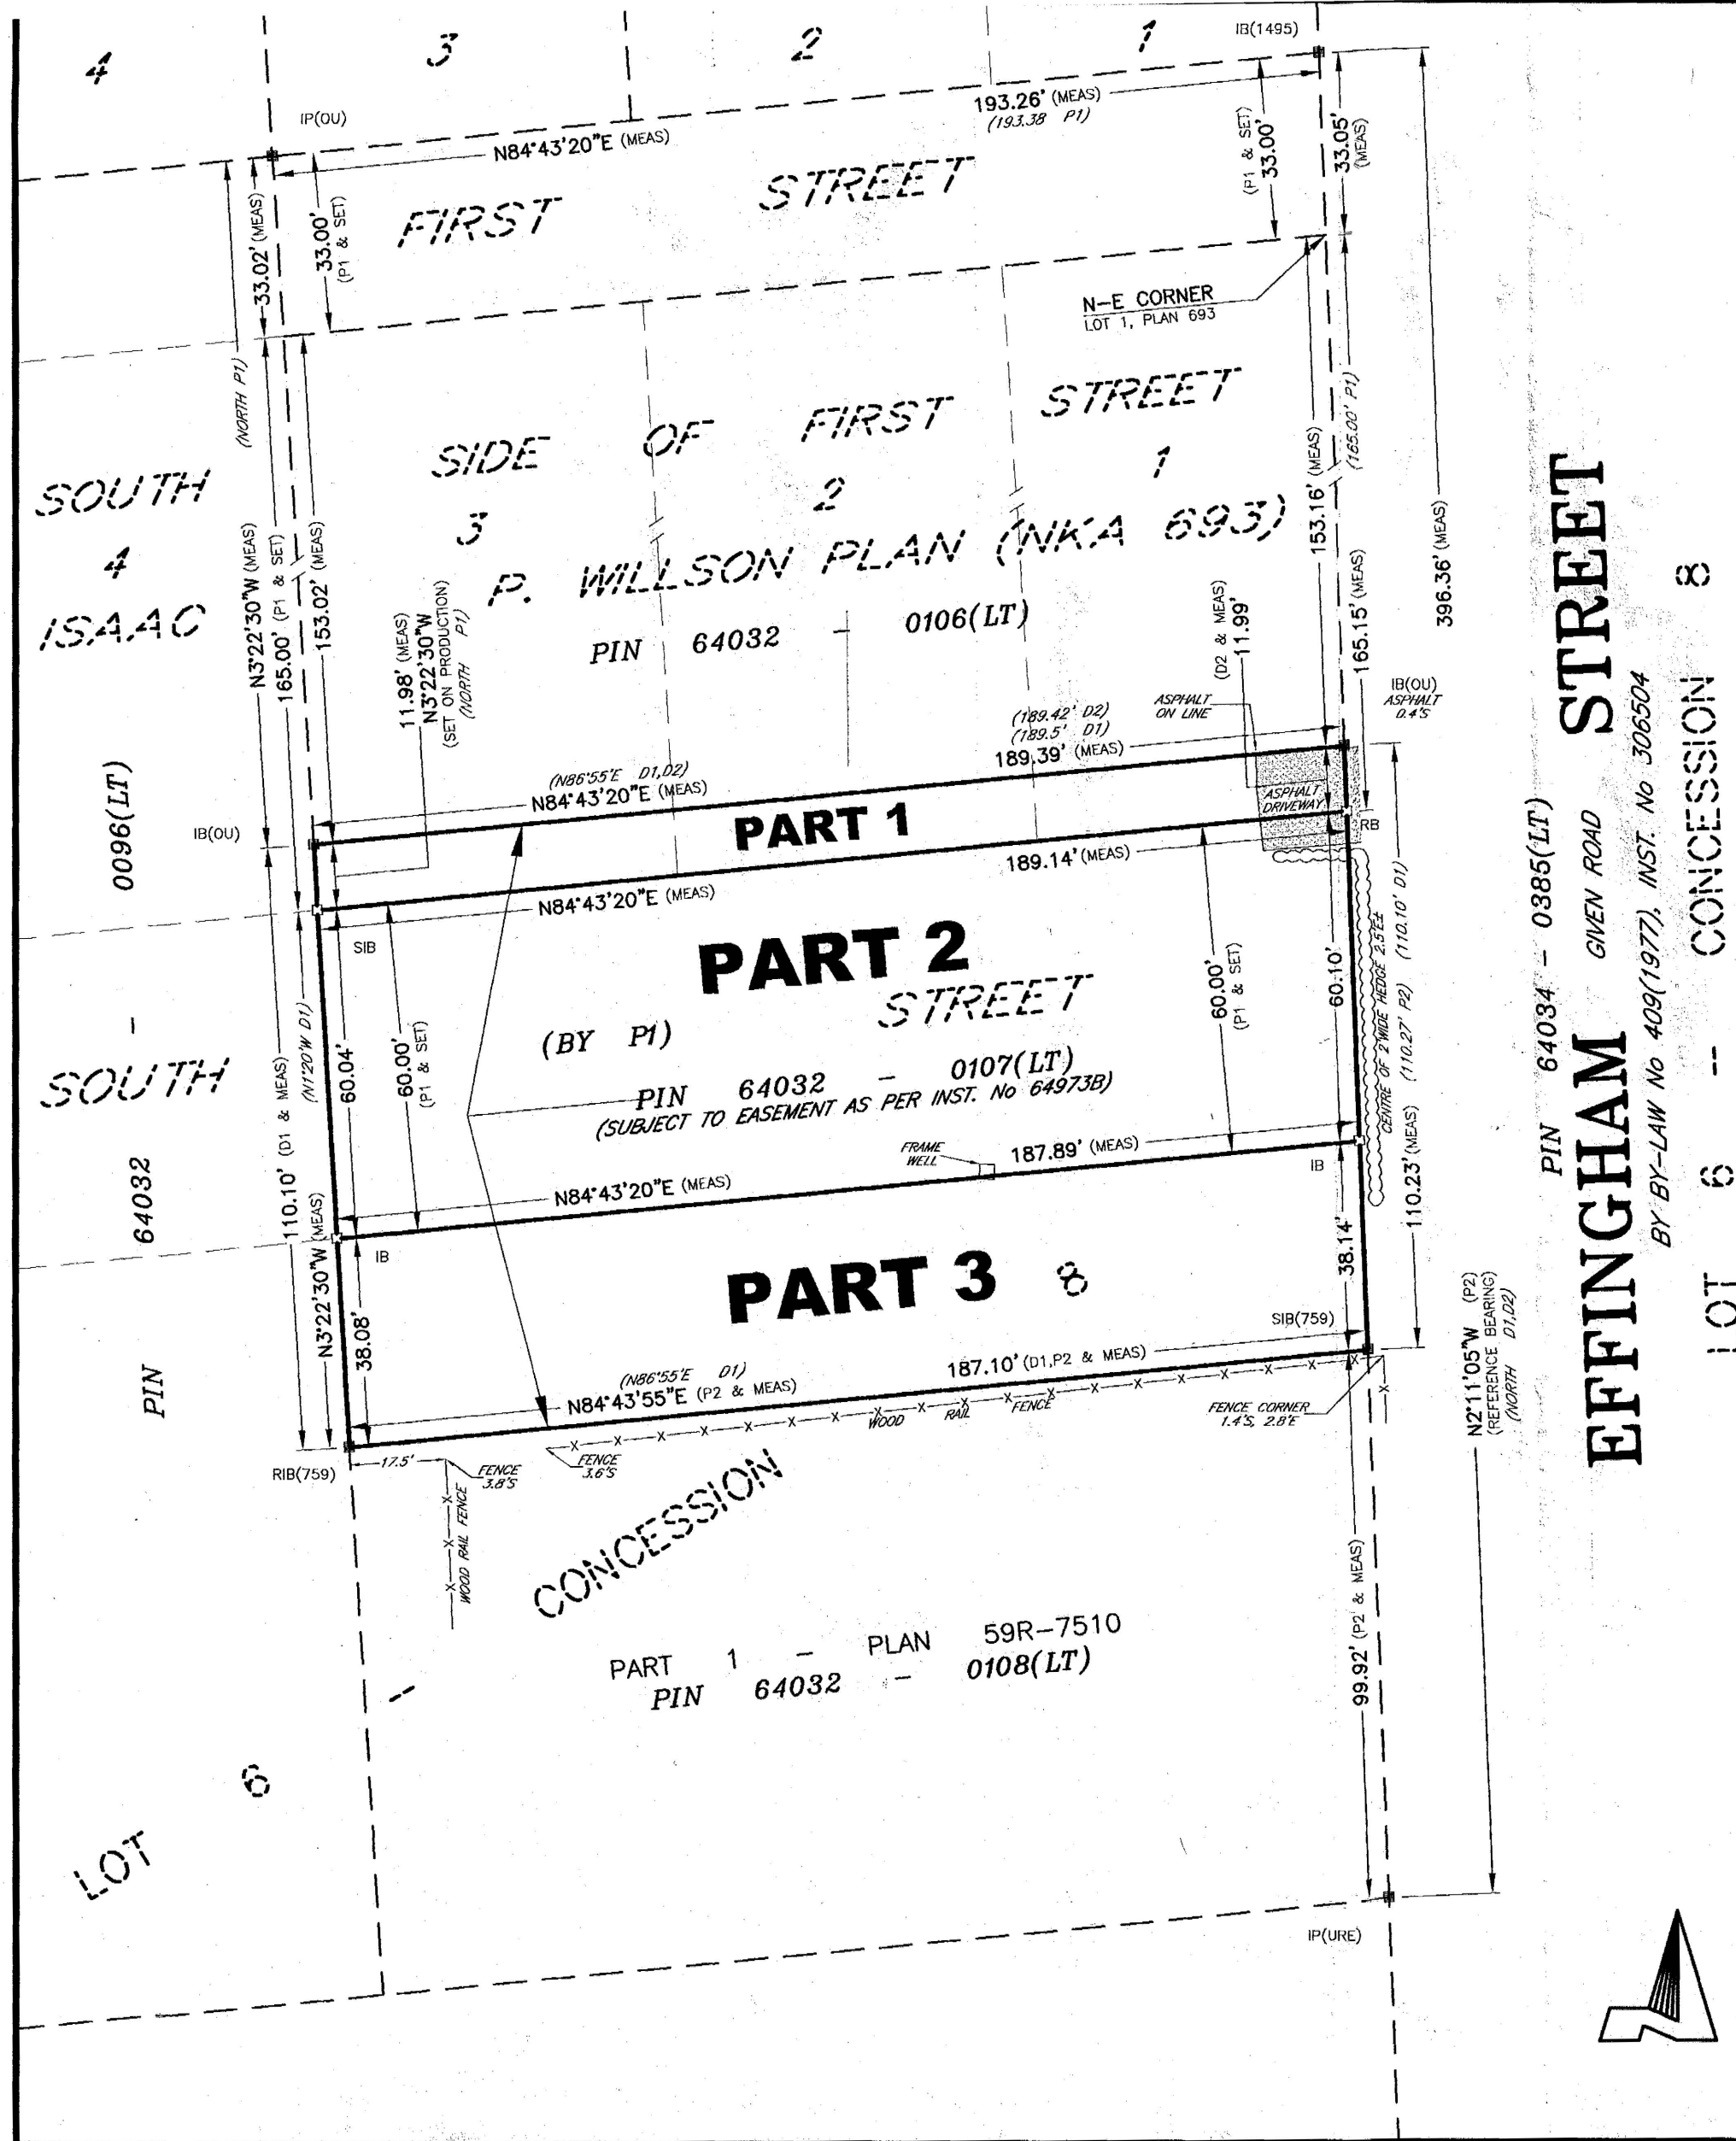 4
3
2
1
IB(1495)
IP(OU)
N84°43'20"E (MEAS)
193.26' (MEAS)
(193.38 P1)
(P1 & SET)
33.00'
33.05'
(MEAS)
33.02' (MEAS)
33.00'
(P1 & SET)
FIRST STREET
N-E CORNER
LOT 1, PLAN 693
(NORTH P1)
N3°22'30"W (MEAS)
165.00' (P1 & SET)
153.02' (MEAS)
SIDE OF FIRST STREET
3
2
1
P. WILLSON PLAN (NKA 693)
PIN 64032 - 0106(LT)
153.16' (MEAS)
(165.00' P1)
165.15' (MEAS)
396.36' (MEAS)
SOUTH
4
ISAAC
11.98' (MEAS)
N3°22'30"W
(SET ON PRODUCTION)
(NORTH P1)
(D2 & MEAS)
11.99'
ASPHALT
ON LINE
IB(OU)
ASPHALT
0.4'S
(189.42' D2)
(189.5' D1)
189.39' (MEAS)
(N86°55'E D1,D2)
N84°43'20"E (MEAS)
IB(OU)
PART 1
ASPHALT
DRIVEWAY
RB
189.14' (MEAS)
N84°43'20"E (MEAS)
SIB
PART 2
STREET
(BY P1)
PIN 64032 - 0107(LT)
(SUBJECT TO EASEMENT AS PER INST. No 64973B)
60.00'
(P1 & SET)
60.10'
CENTRE OF 2'WIDE HEDGE 2.5'E±
110.23' (MEAS) (110.27' P2) (110.10' D1)
110.10' (D1 & MEAS)
(N1°20'W D1)
60.04'
60.00'
(P1 & SET)
SOUTH -
PIN 64032 - 0096(LT)
FRAME
WELL
187.89' (MEAS)
N84°43'20"E (MEAS)
IB
IB
N3°22'30"W (MEAS)
38.08'
PART 3
8
38.14'
SIB(759)
(N86°55'E D1)
N84°43'55"E (P2 & MEAS)
187.10' (D1,P2 & MEAS)
WOOD RAIL FENCE
FENCE CORNER
1.4'S, 2.8'E
RIB(759)
17.5'
FENCE
3.8'S
FENCE
3.6'S
WOOD RAIL FENCE
N2°11'05"W (P2)
(REFERENCE BEARING)
(NORTH D1,D2)
99.92' (P2 & MEAS)
LOT 6 - CONCESSION
PART 1 - PLAN 59R-7510
PIN 64032 - 0108(LT)
IP(URE)
PIN 64034 - 0385(LT)
EFFINGHAM GIVEN ROAD STREET
BY BY-LAW No 409(1977), INST. No 306504
LOT 6 -- CONCESSION 8